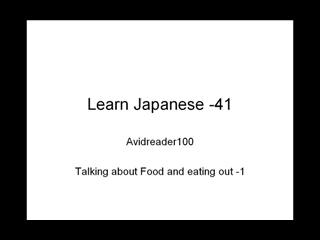 Learn Japanese -41
Avidreader100
Talking about Food and eating out -1